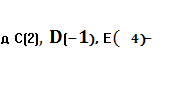 д C(2), D(−1), E( 4)−